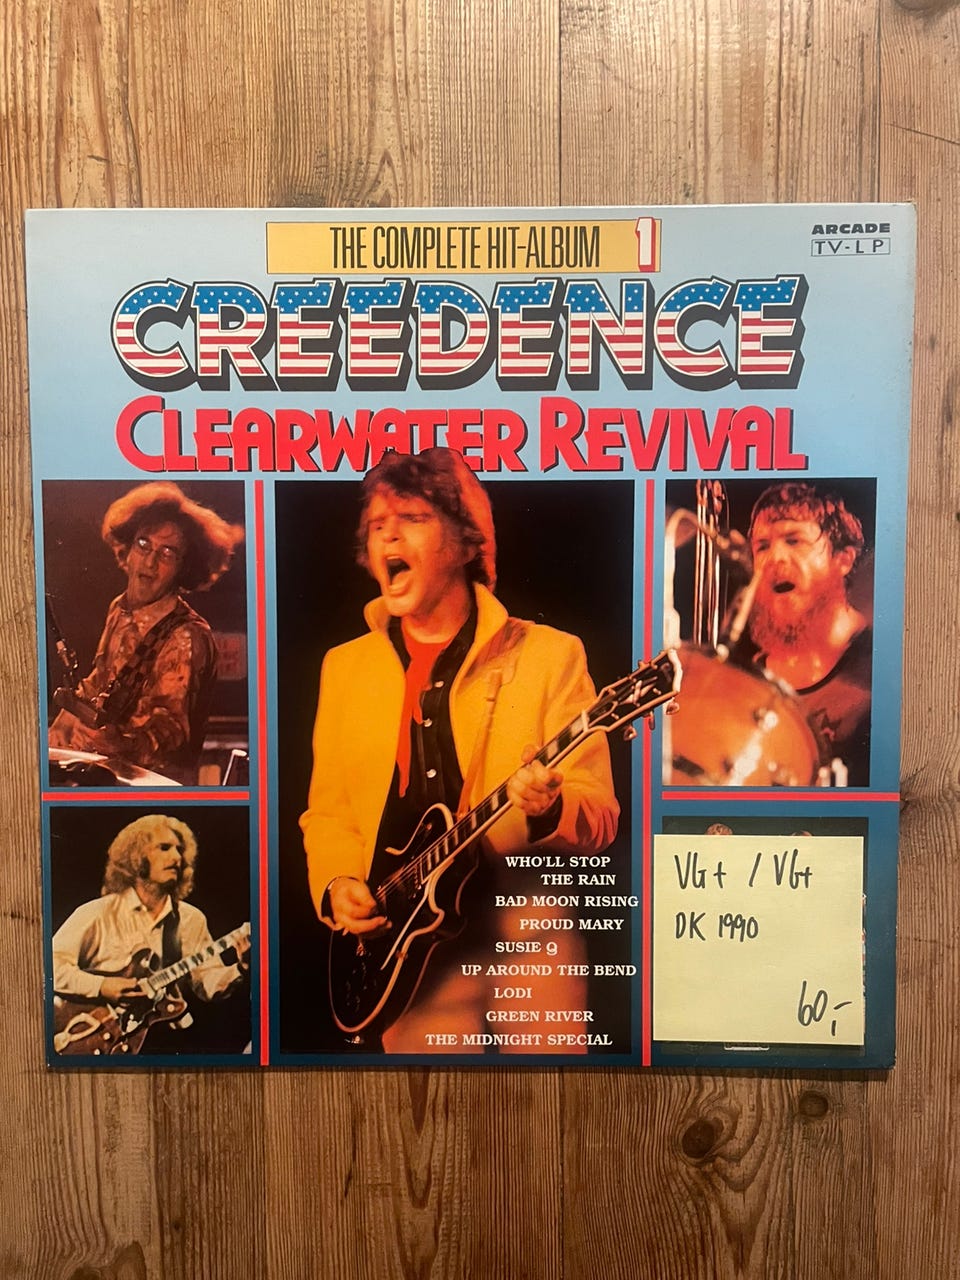 THE COMPLETE HIT-ALBUM 1
ARCADE
TV-LP
CREEDENCE
CLEARWATER REVIVAL
WHO'LL STOP
THE RAIN
BAD MOON RISING
PROUD MARY
SUSIE Q
UP AROUND THE BEND
LODI
GREEN RIVER
THE MIDNIGHT SPECIAL
VG+ / VG+
DK 1990
60,-